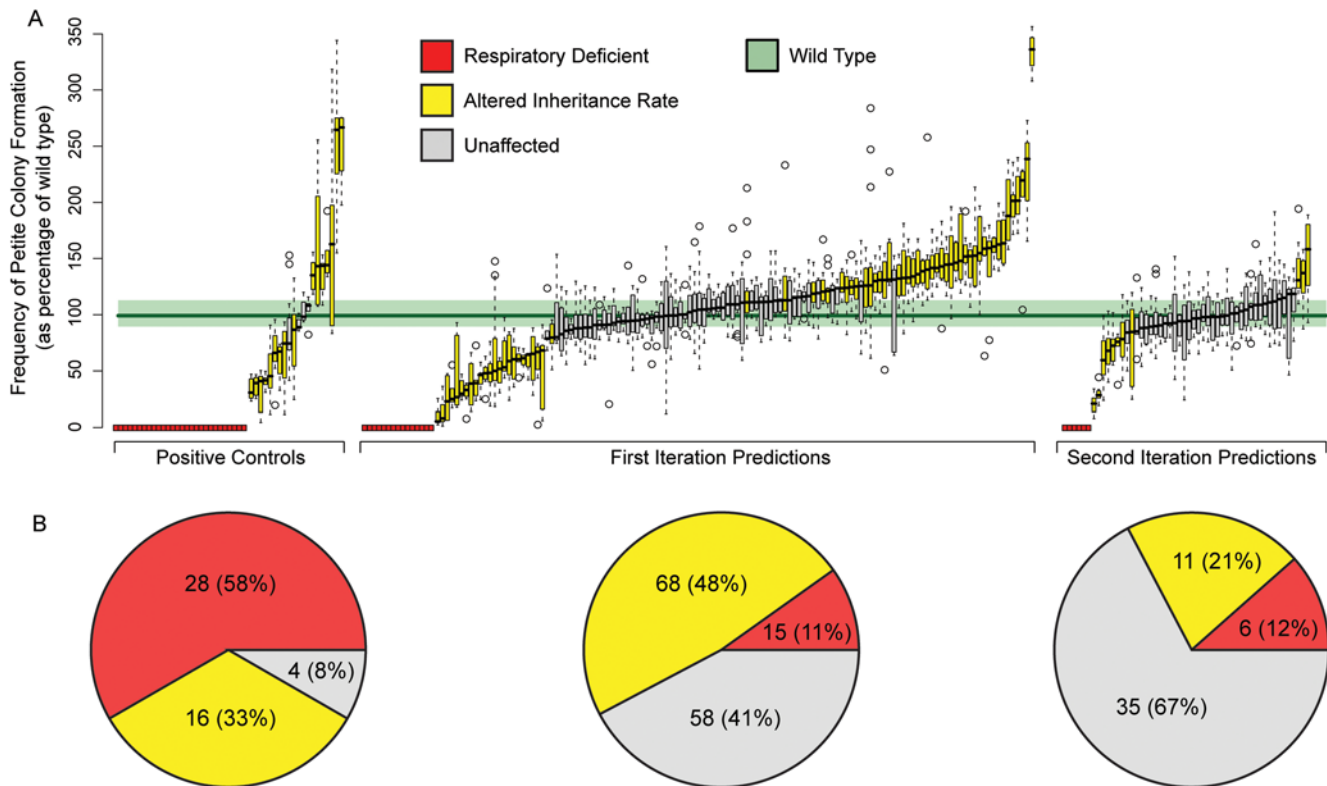 A
Frequency of Petite Colony Formation
(as percentage of wild type)
350
300
250
200
150
100
50
0
Respiratory Deficient
Altered Inheritance Rate
Unaffected
Wild Type
Positive Controls
First Iteration Predictions
Second Iteration Predictions
B
28 (58%)
4 (8%)
16 (33%)
68 (48%)
15 (11%)
58 (41%)
11 (21%)
6 (12%)
35 (67%)